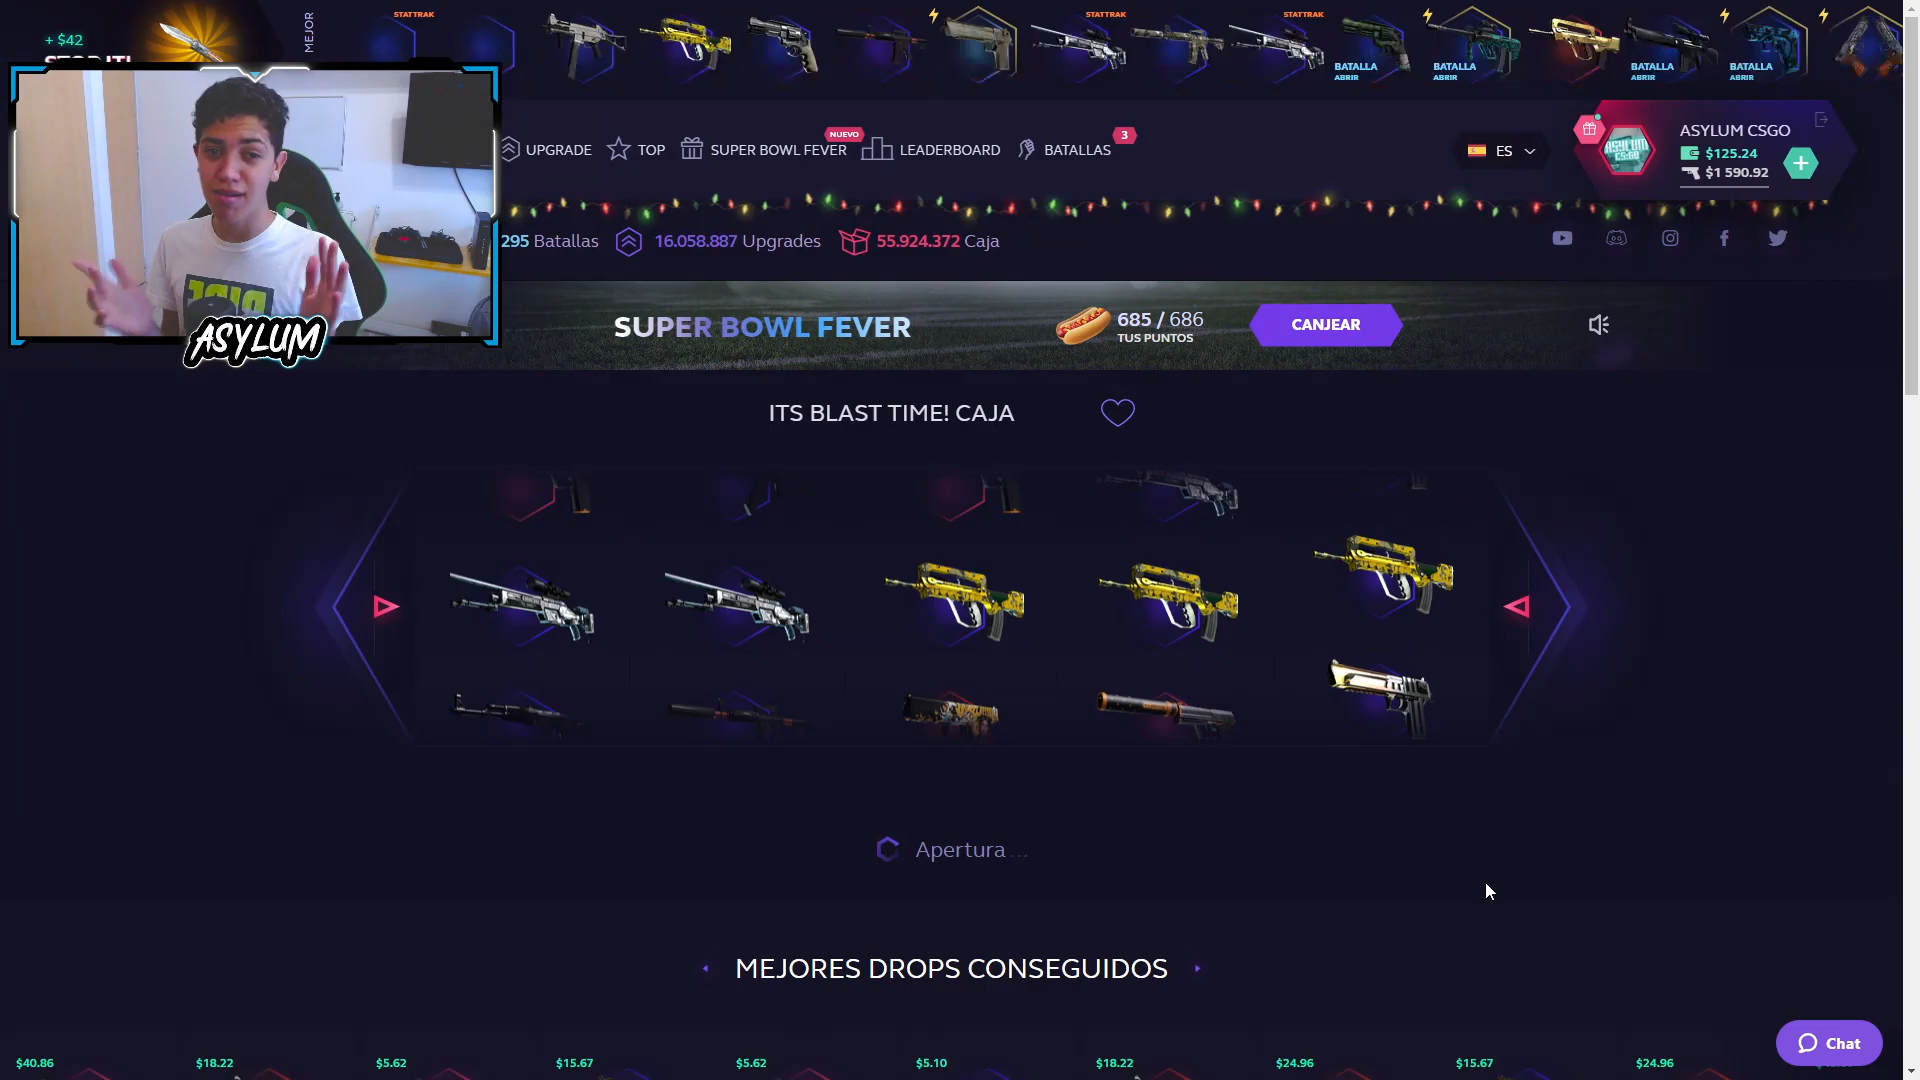 + $42
MEJOR
STATTRAK
STATTRAK
STATTRAK
BATALLA
ABRIR
BATALLA
ABRIR
BATALLA
ABRIR
BATALLA
ABRIR
UPGRADE
TOP
SUPER BOWL FEVER
NUEVO
LEADERBOARD
BATALLAS
3
ES
ASYLUM CSGO
$125.24
$1 590.92
295 Batallas
16.058.887 Upgrades
55.924.372 Caja
ASYLUM
SUPER BOWL FEVER
685 / 686
TUS PUNTOS
CANJEAR
ITS BLAST TIME! CAJA
Apertura ...
MEJORES DROPS CONSEGUIDOS
$40.86
$18.22
$5.62
$15.67
$5.62
$5.10
$18.22
$24.96
$15.67
$24.96
Chat